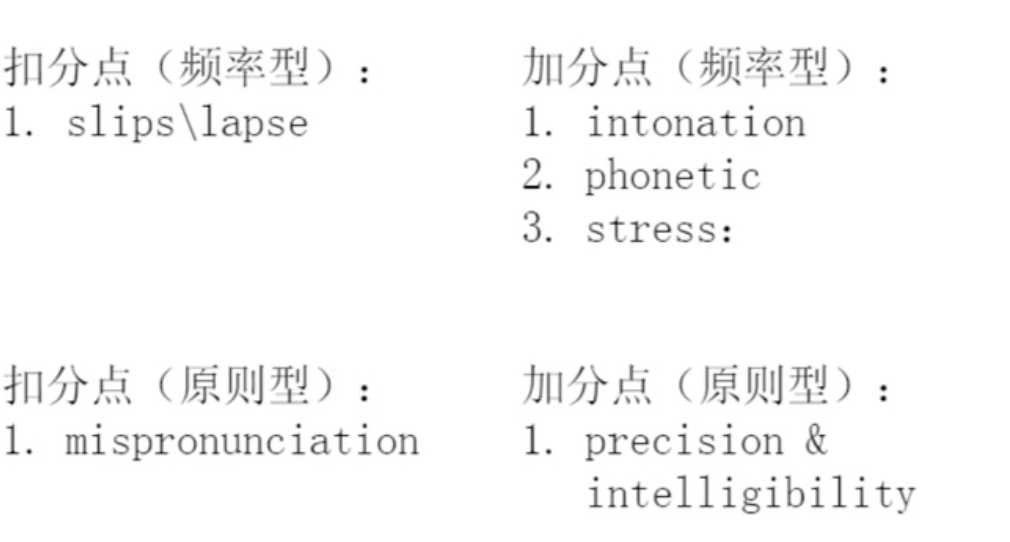 扣分点（频率型）：
1. slips\lapse
加分点（频率型）：
1. intonation
2. phonetic
3. stress：
扣分点（原则型）：
1. mispronunciation
加分点（原则型）：
1. precision &
intelligibility